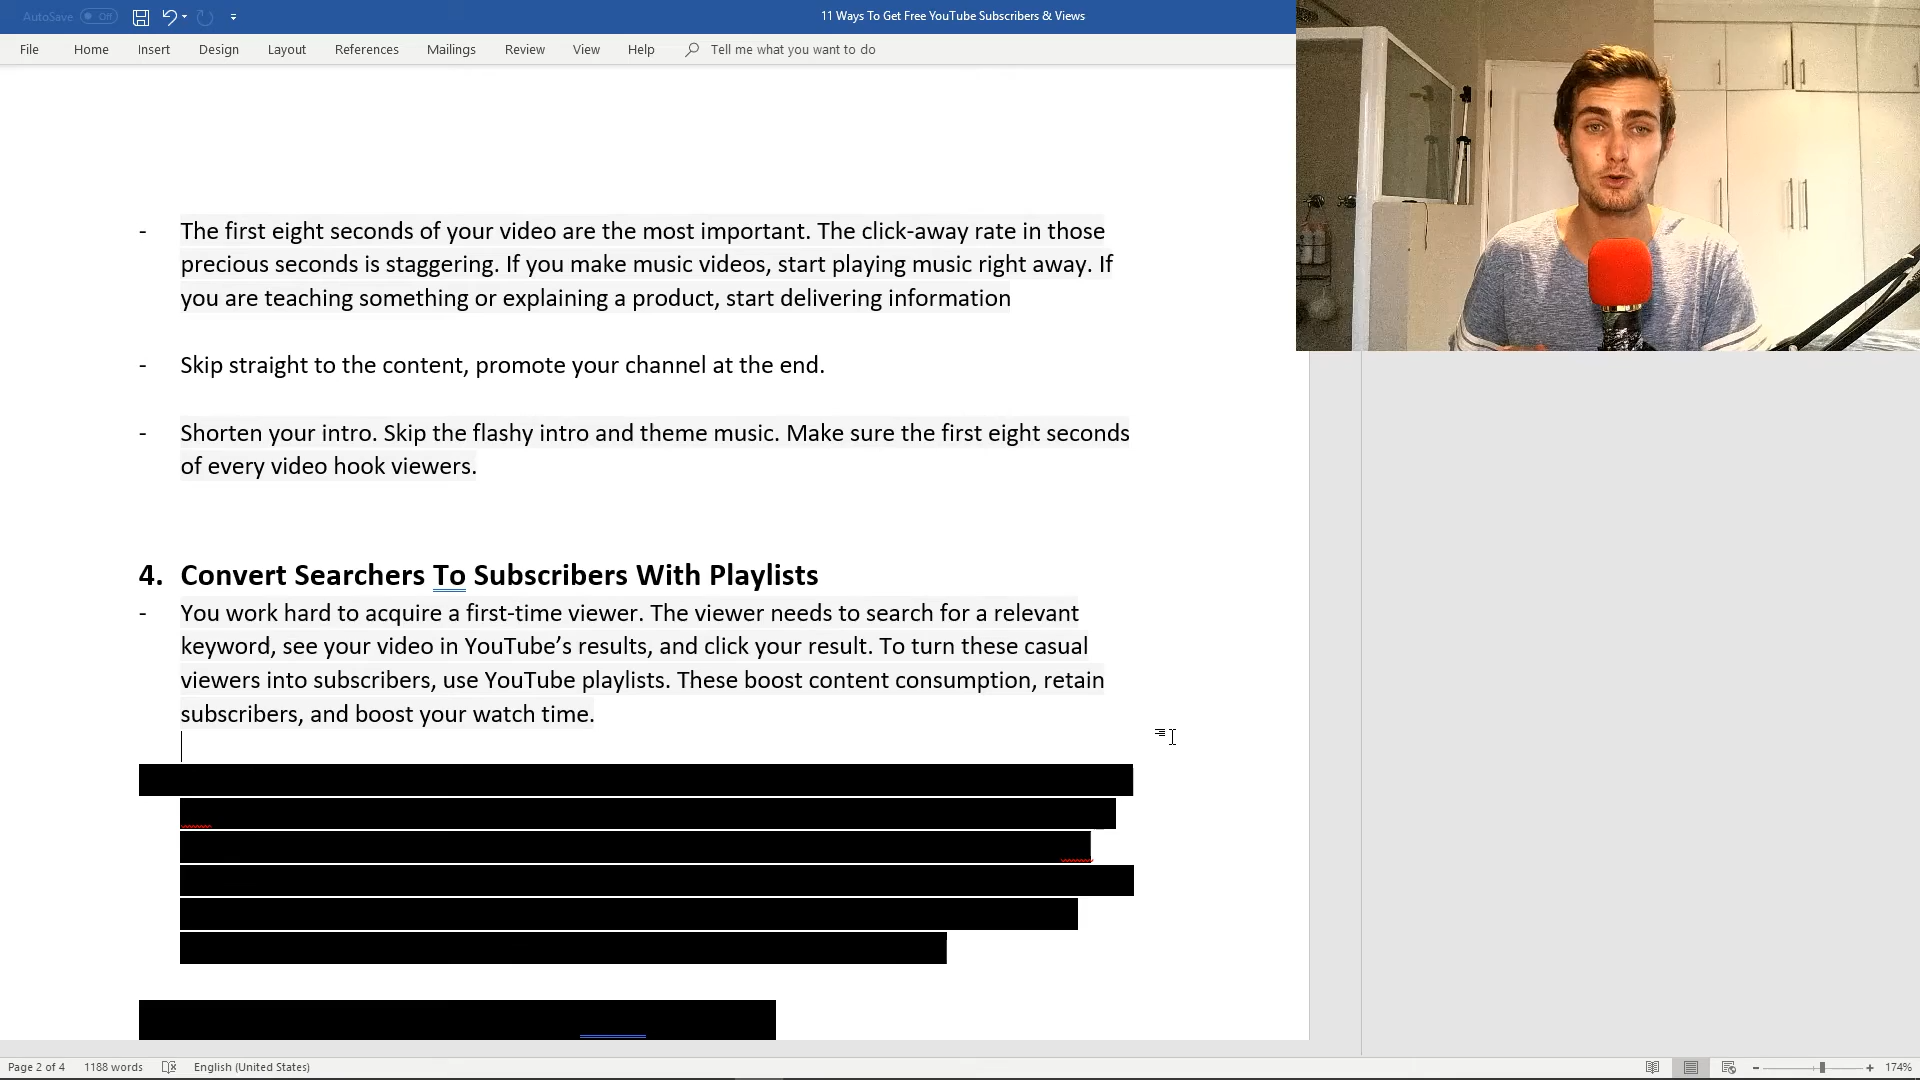 AutoSave Off
11 Ways To Get Free YouTube Subscribers & Views
File Home Insert Design Layout References Mailings Review View Help Tell me what you want to do
- The first eight seconds of your video are the most important. The click-away rate in those
precious seconds is staggering. If you make music videos, start playing music right away. If
you are teaching something or explaining a product, start delivering information
- Skip straight to the content, promote your channel at the end.
- Shorten your intro. Skip the flashy intro and theme music. Make sure the first eight seconds
of every video hook viewers.
4. Convert Searchers To Subscribers With Playlists
- You work hard to acquire a first-time viewer. The viewer needs to search for a relevant
keyword, see your video in YouTube’s results, and click your result. To turn these casual
viewers into subscribers, use YouTube playlists. These boost content consumption, retain
subscribers, and boost your watch time.
Page 2 of 4 1188 words English (United States) 174%